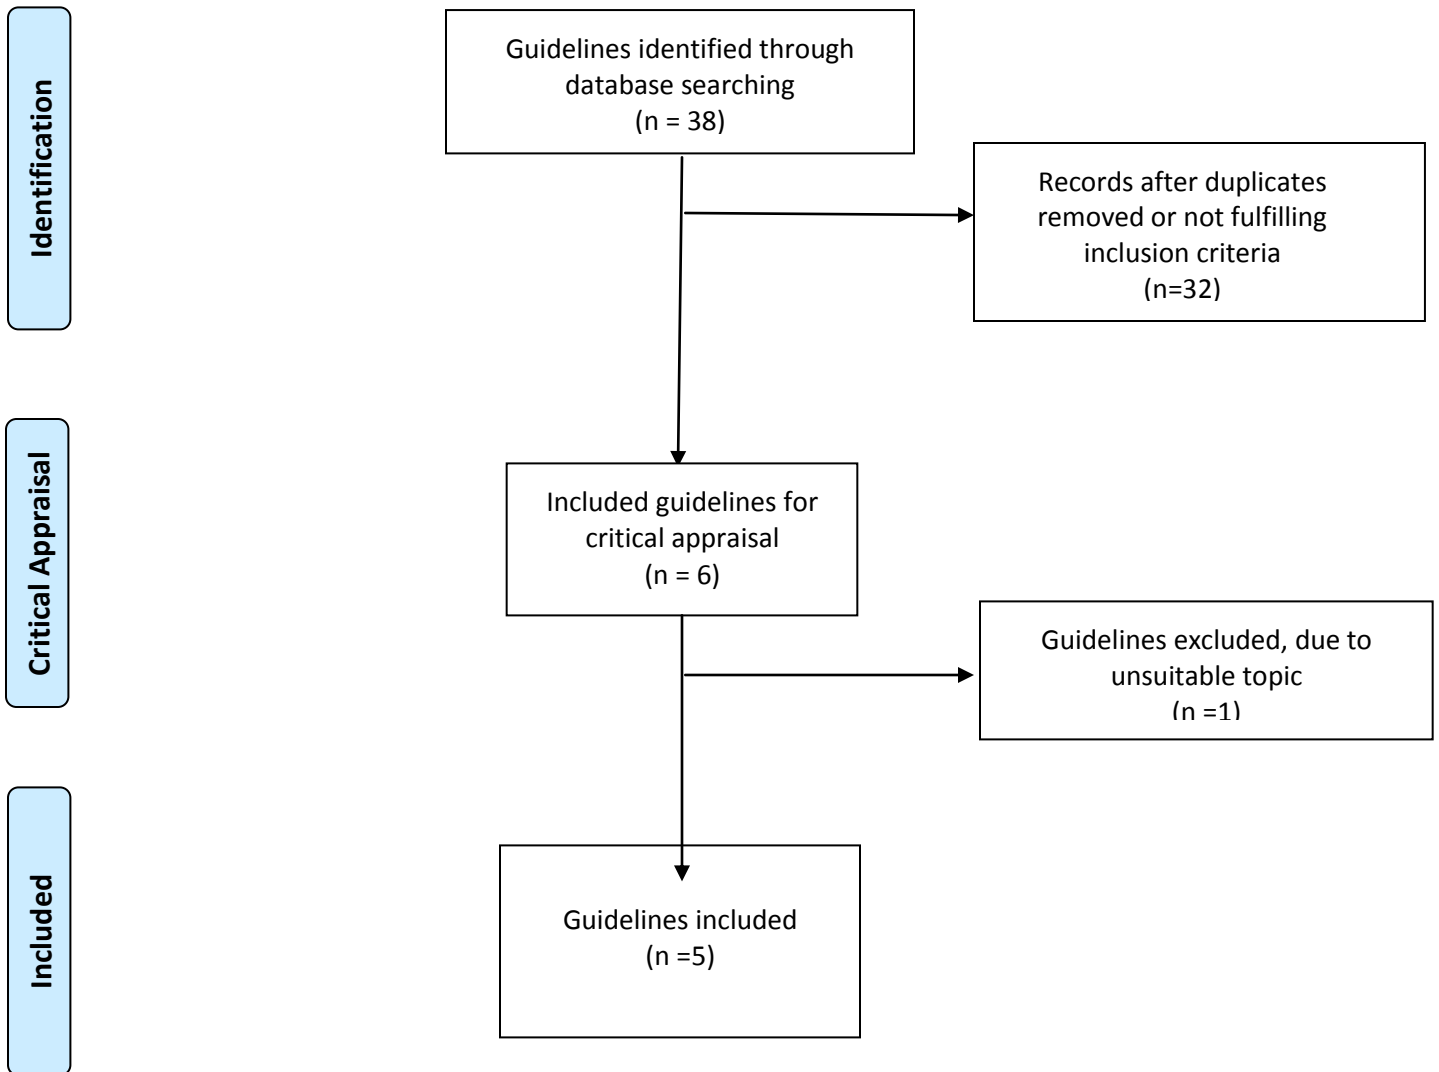 Identification
Guidelines identified through
database searching
(n = 38)
Records after duplicates
removed or not fulfilling
inclusion criteria
(n=32)
Critical Appraisal
Included guidelines for
critical appraisal
(n = 6)
Guidelines excluded, due to
unsuitable topic
(n =1)
Included
Guidelines included
(n =5)